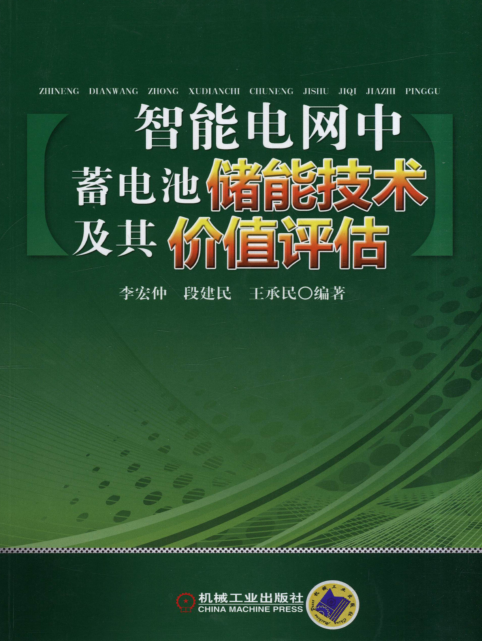 ZHINENG DIANWANG ZHONG XUDIANCHI CHUNENG JISHU JIQI JIAZHI PINGGU
智能电网中
蓄电池储能技术
及其价值评估
李宏仲 段建民 王承民○编著
机械工业出版社
CHINA MACHINE PRESS